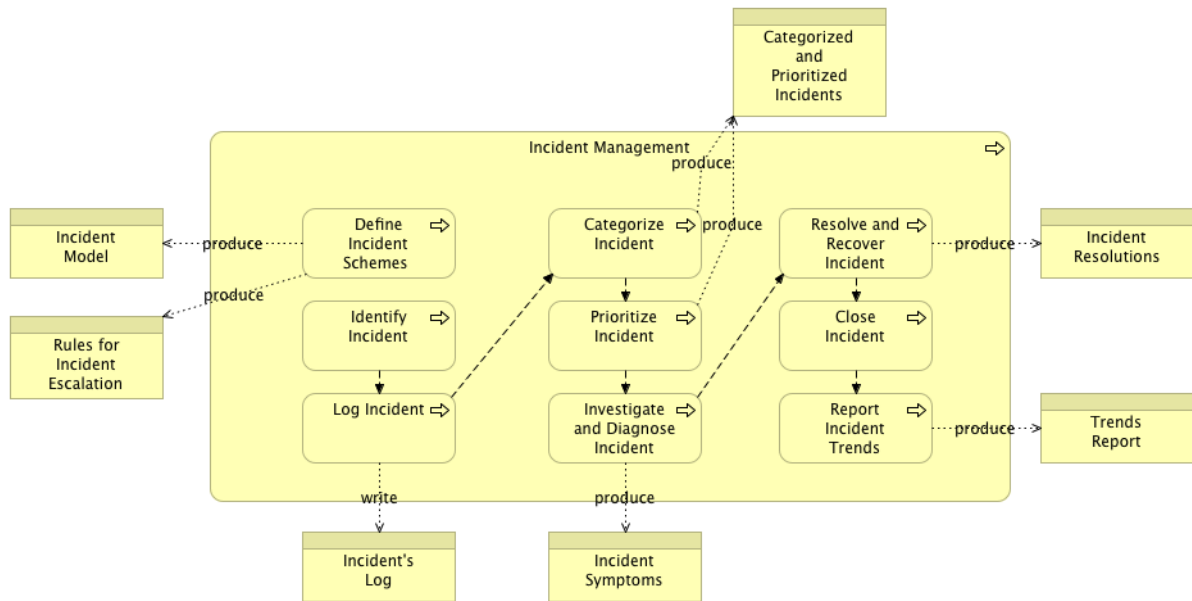 Categorized
and
Prioritized
Incidents
Incident Management
produce
Define
Incident
Schemes
Categorize
Incident
produce
Resolve and
Recover
Incident
Incident
Model
produce
produce
Incident
Resolutions
produce
Identify
Incident
Prioritize
Incident
Close
Incident
Rules for
Incident
Escalation
Log Incident
Investigate
and Diagnose
Incident
Report
Incident
Trends
produce
Trends
Report
write
produce
Incident's
Log
Incident
Symptoms